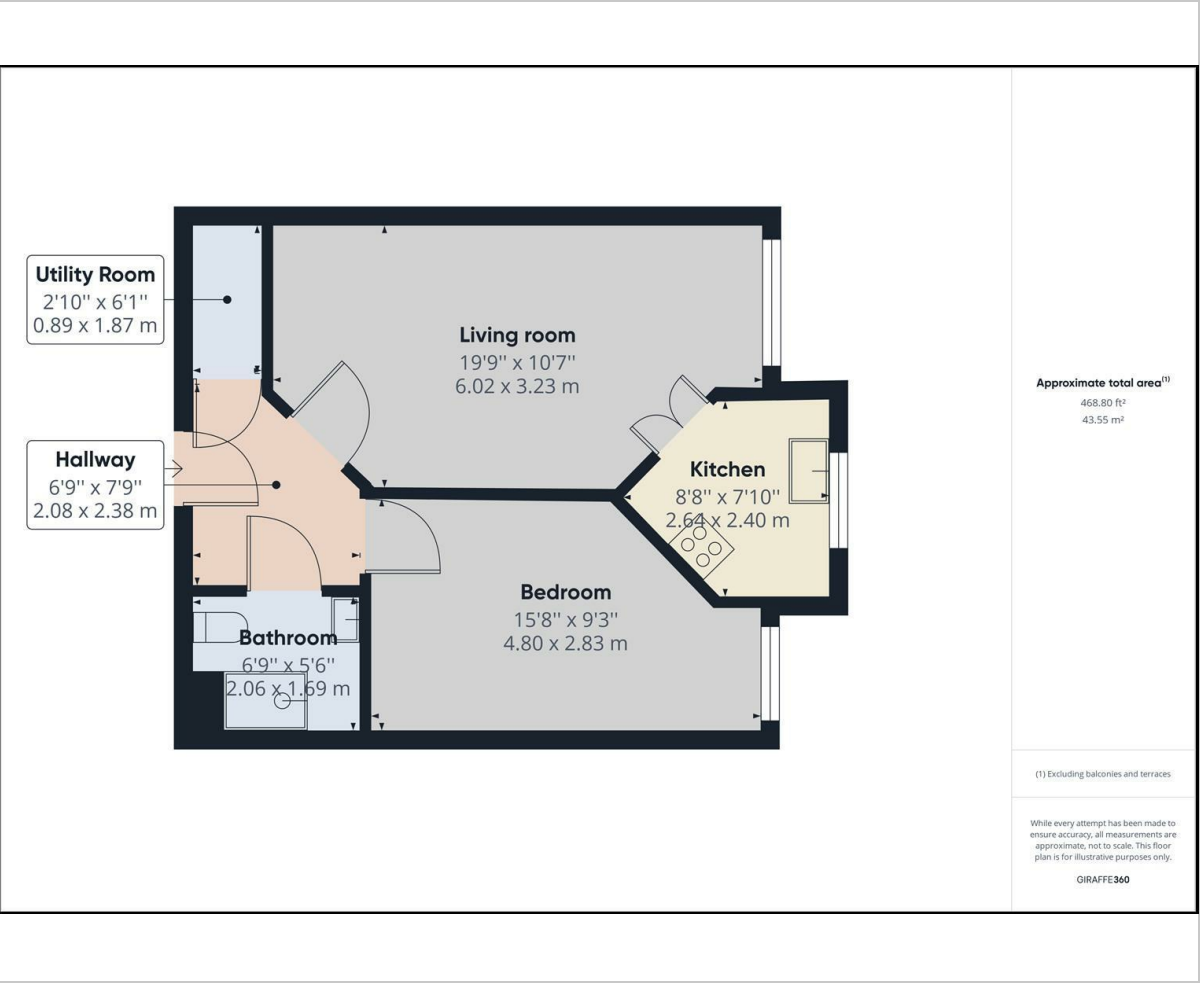 Utility Room
2'10'' x 6'1''
0.89 x 1.87 m
Living room
19'9'' x 10'7''
6.02 x 3.23 m
Hallway
6'9'' x 7'9''
2.08 x 2.38 m
Kitchen
8'8'' x 7'10''
2.64 x 2.40 m
Bedroom
15'8'' x 9'3''
4.80 x 2.83 m
Bathroom
6'9'' x 5'6''
2.06 x 1.69 m
Approximate total area(1)
468.80 ft²
43.55 m²
(1) Excluding balconies and terraces
While every attempt has been made to
ensure accuracy, all measurements are
approximate, not to scale. This floor
plan is for illustrative purposes only.
GIRAFFE360